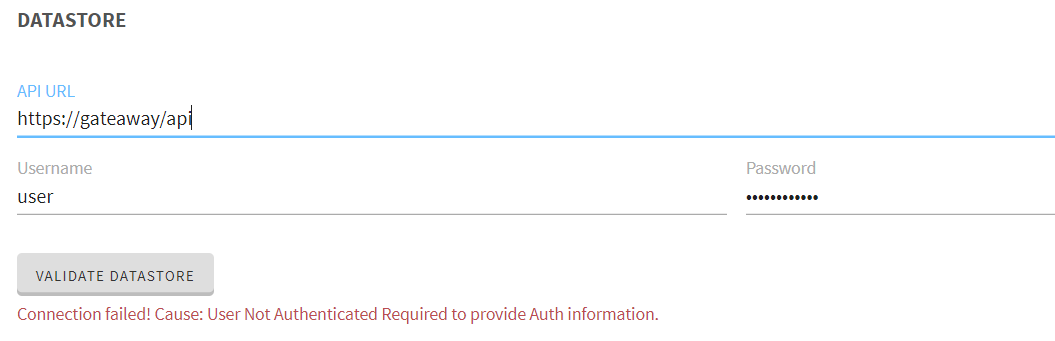 DATASTORE
API URL
https://gateaway/api
Username
Password
user
••••••••••••
VALIDATE DATASTORE
Connection failed! Cause: User Not Authenticated Required to provide Auth information.